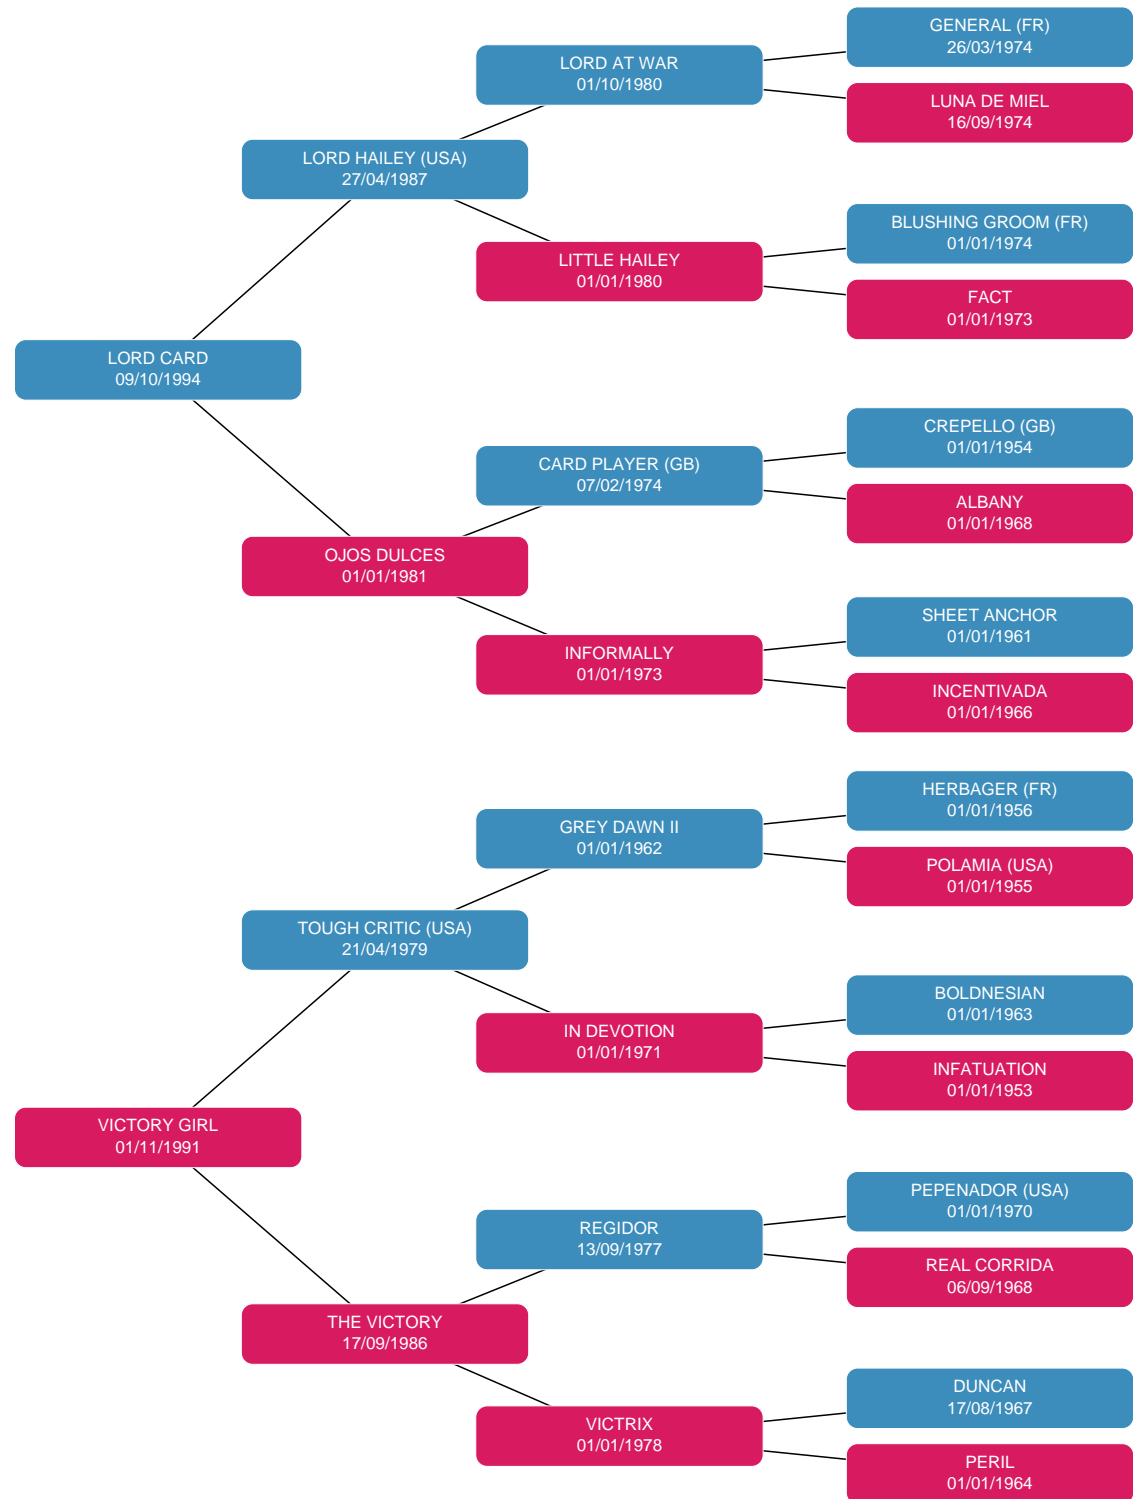 GENERAL (FR)
26/03/1974
LORD AT WAR
01/10/1980
LUNA DE MIEL
16/09/1974
LORD HAILEY (USA)
27/04/1987
BLUSHING GROOM (FR)
01/01/1974
LITTLE HAILEY
01/01/1980
FACT
01/01/1973
LORD CARD
09/10/1994
CREPELLO (GB)
01/01/1954
CARD PLAYER (GB)
07/02/1974
ALBANY
01/01/1968
OJOS DULCES
01/01/1981
SHEET ANCHOR
01/01/1961
INFORMALLY
01/01/1973
INCENTIVADA
01/01/1966
HERBAGER (FR)
01/01/1956
GREY DAWN II
01/01/1962
POLAMIA (USA)
01/01/1955
TOUGH CRITIC (USA)
21/04/1979
BOLDNESIAN
01/01/1963
IN DEVOTION
01/01/1971
INFATUATION
01/01/1953
VICTORY GIRL
01/11/1991
PEPENADOR (USA)
01/01/1970
REGIDOR
13/09/1977
REAL CORRIDA
06/09/1968
THE VICTORY
17/09/1986
DUNCAN
17/08/1967
VICTRIX
01/01/1978
PERIL
01/01/1964